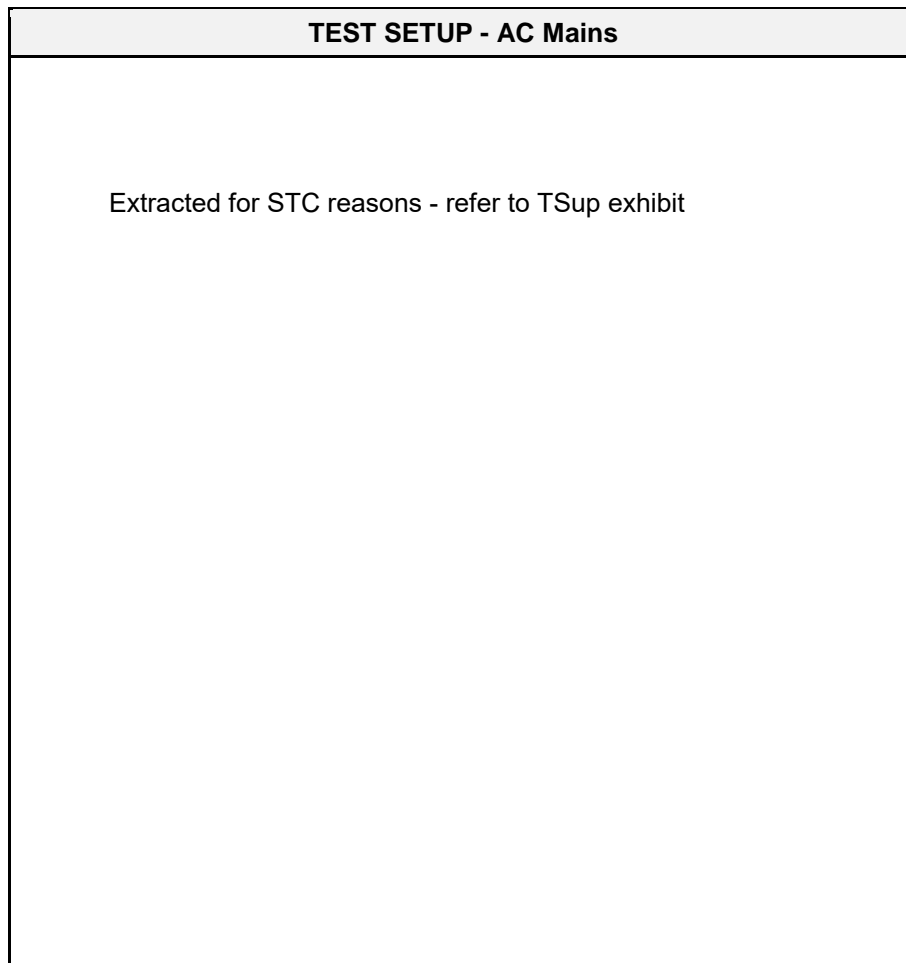 TEST SETUP - AC Mains
Extracted for STC reasons - refer to TSup exhibit